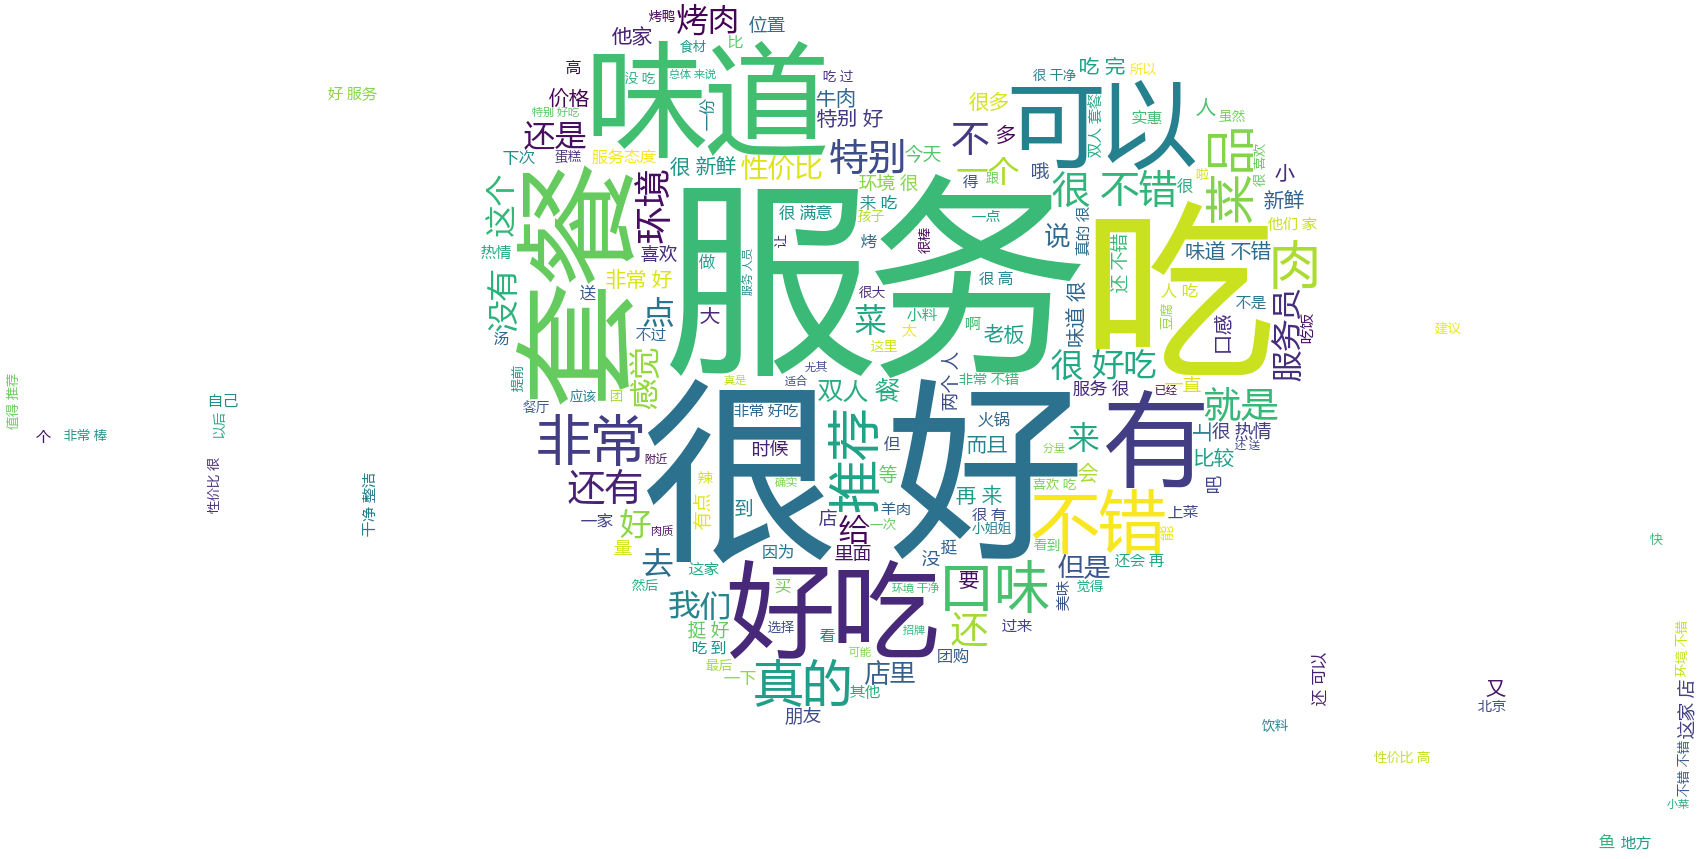 烤鸭
烤肉
位置
他家
食材
比
味道
高
没 吃
总体 来说
吃 过
很 干净
吃 完
所以
好 服务
价格
特别 好吃
一份
牛肉
特别 好
很多
可以
双人 套餐
实惠
人
虽然
还是
不
多
品
菜
下次
蛋糕
服务态度
很 新鲜
性价比
特别
今天
一个
得
跟
哦
很 不错
很
啦
很 喜欢
小
新鲜
环境
环境 很
来 吃
孩子
很 满意
一点
这个
套餐
服务
吃
说
真的 很
他们 家
热情
喜欢
让
烤
很棒
还 不错
味道 不错
肉
非常 好
做
服务 人员
很 高
没有
送
点
大
很大
菜
小料
太
啊
老板
味道 很
人 吃
豆腐
不是
口感
服务员
吃饭
建议
汤
不过
这里
尤其
感觉
提前
应该
团
真是
适合
双人 餐
两个 人
非常 不错
很 好吃
服务 很
一直
已经
就是
值得 推荐
自己
餐厅
很 好
非常 好吃
火锅
有
以后
个
非常 棒
非常
时候
推荐
但
而且
来
分量
上
很 热情
还 送
附近
性价比 很
还有
辣
确实
等
会
比较
喜欢 吃
再 来
吧
干净 整洁
一家
好
肉质
有点
到
店
羊肉
很 有
小姐姐
不错
上菜
能
量
给
一次
去
因为
里面
没
挺
看到
但是
还会 再
快
然后
这家
买
好吃
环境 干净
口味
要
美味
觉得
我们
挺 好
选择
看
招牌
还
过来
环境 不错
吃 到
可能
团购
最后
一下
真的
店里
其他
还 可以
又
北京
这家 店
朋友
饮料
性价比 高
不错 不错
小菜
鱼
地方